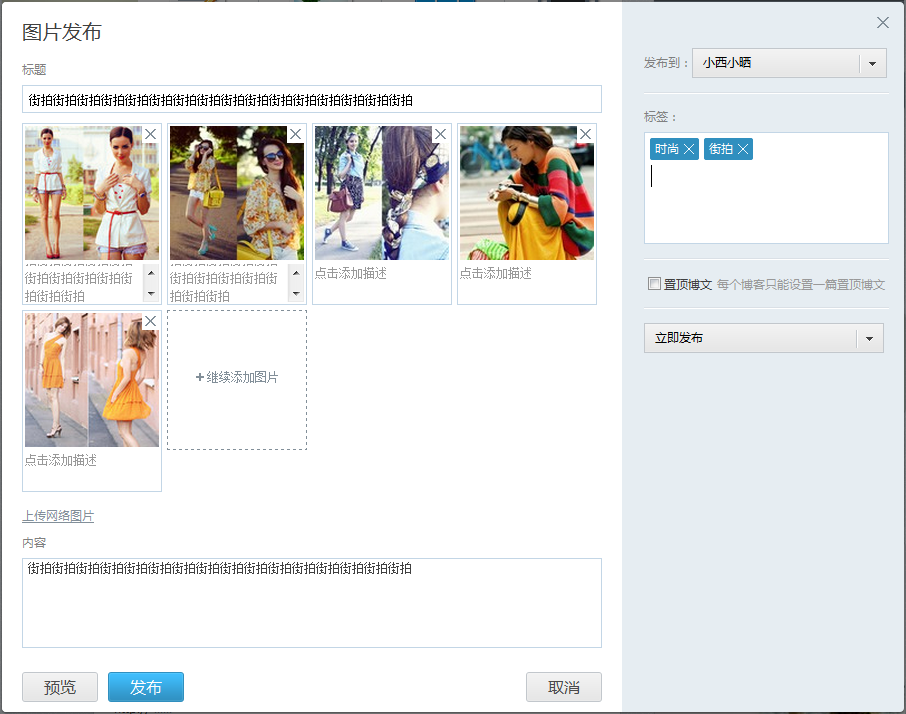 图片发布
标题
街拍街拍街拍街拍街拍街拍街拍街拍街拍街拍街拍街拍街拍街拍街拍街拍
街拍街拍街拍街拍街
拍街拍街拍
街拍街拍街拍街拍街
拍街拍街拍
点击添加描述
点击添加描述
点击添加描述
+继续添加图片
上传网络图片
内容
街拍街拍街拍街拍街拍街拍街拍街拍街拍街拍街拍街拍街拍街拍街拍街拍
预览
发布
取消
发布到：
小西小晒
标签：
时尚
街拍
置顶博文 每个博客只能设置一篇置顶博文
立即发布